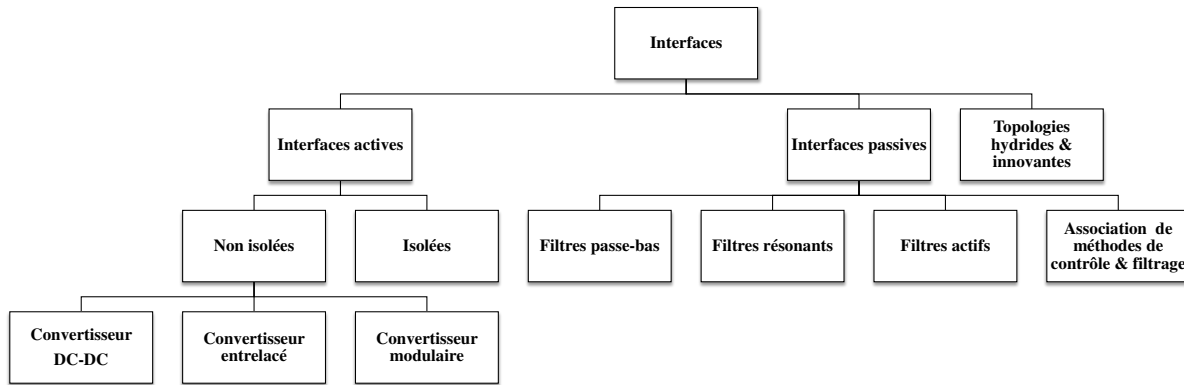 Interfaces
Interfaces actives
Interfaces passives
Topologies
hydrides &
innovantes
Non isolées
Isolées
Filtres passe-bas
Filtres résonants
Filtres actifs
Association de
méthodes de
contrôle & filtrage
Convertisseur
DC-DC
Convertisseur
entrelacé
Convertisseur
modulaire